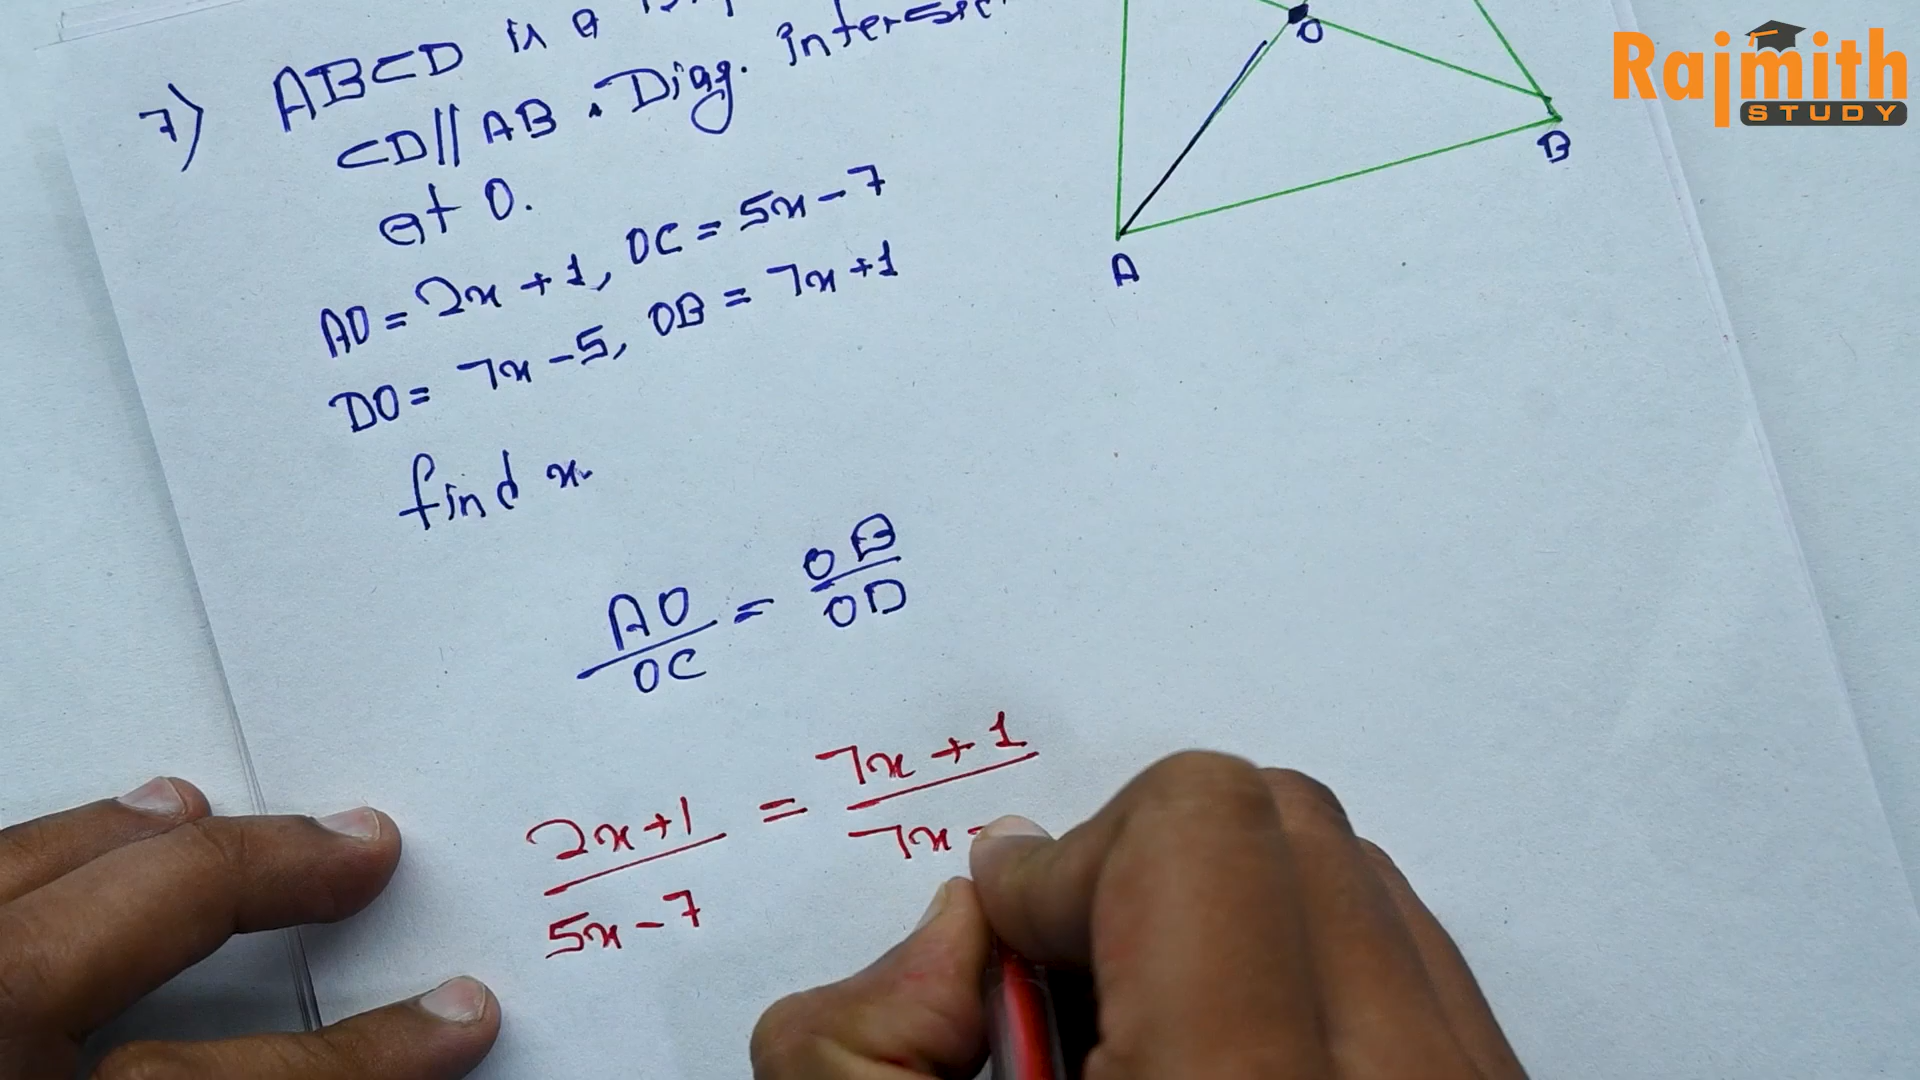 7) ABCD is a
CD // AB . Diag. inter
at O.
AO = 2x + 1, OC = 5x - 7
DO = 7x - 5, OB = 7x + 1
find x.
AO/OC = OB/OD
2x+1/5x-7 = 7x+1/7x-
O
B
A
Rajmith
STUDY